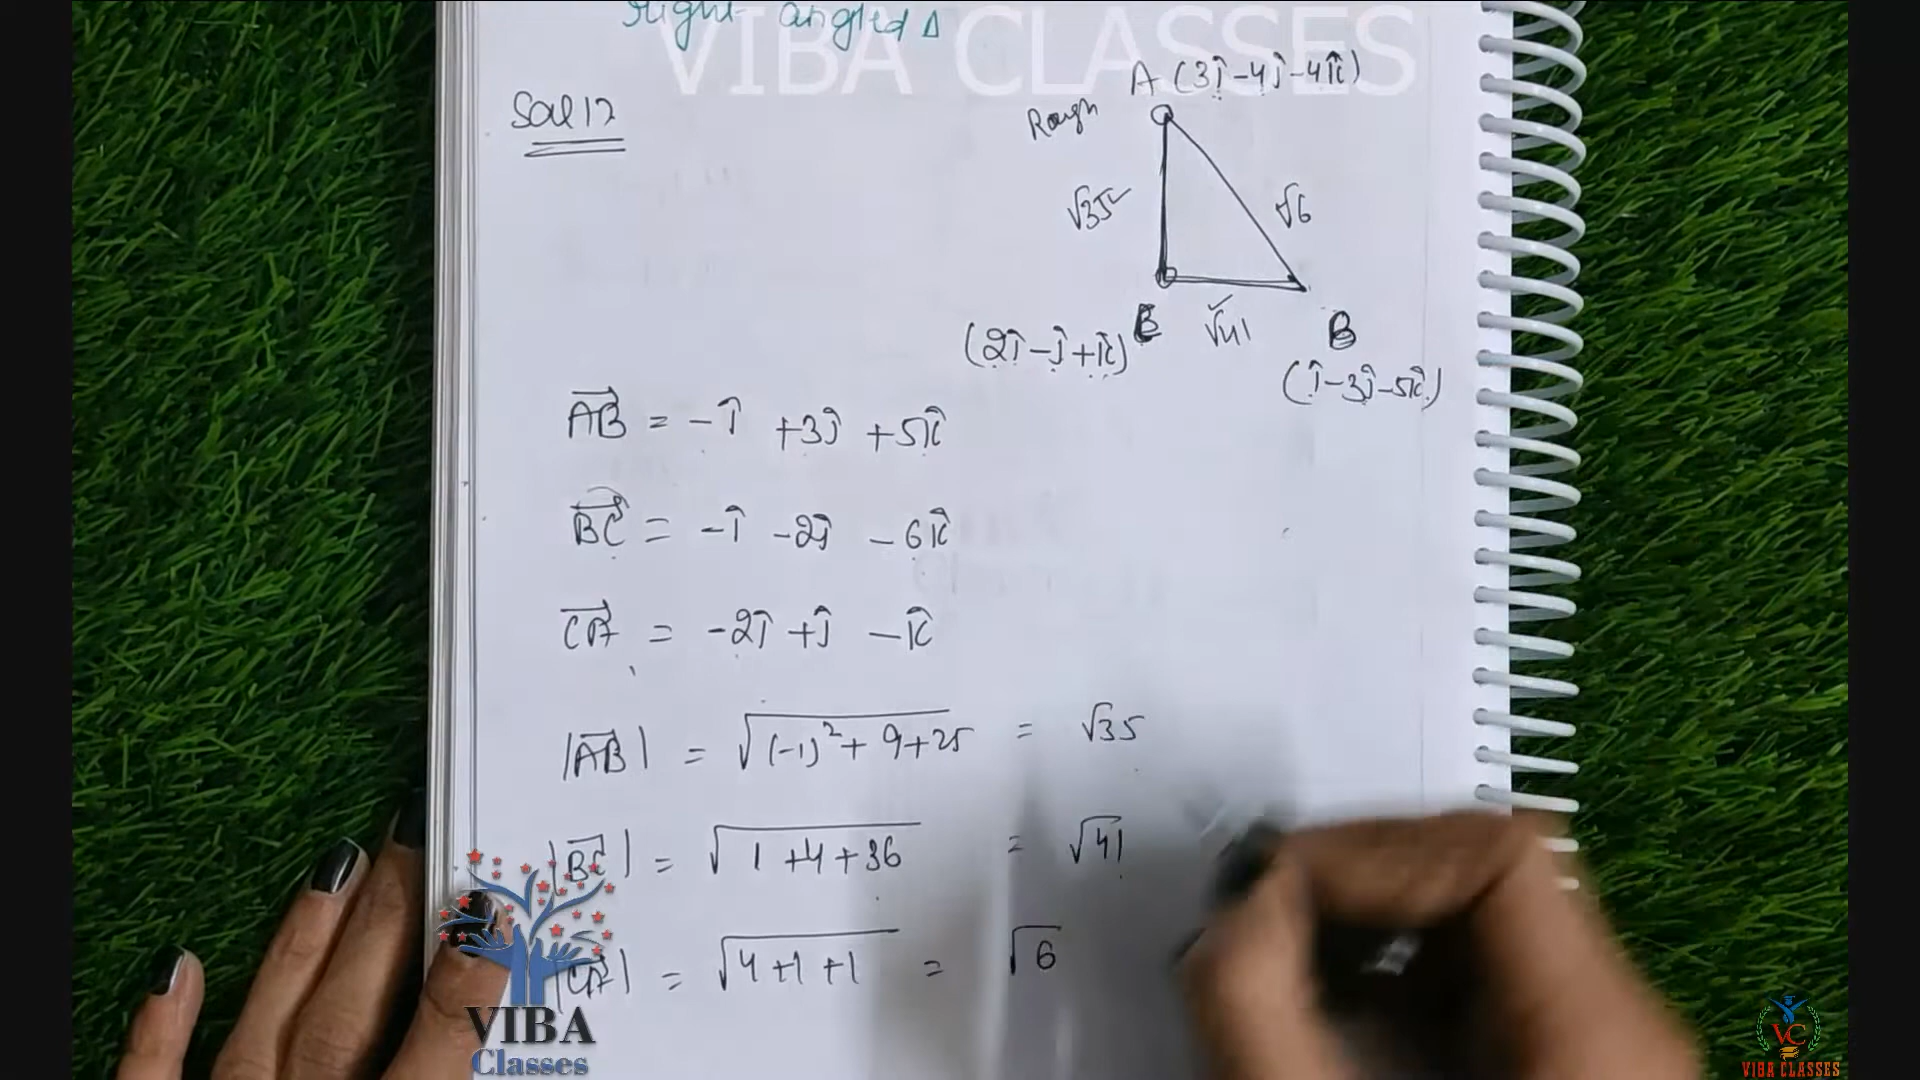 Right angled Δ
VIBA CLASSES
Sol 17
Rough
A (3î-4ĵ-4k̂)
√35
√6
√41
B
(2î-ĵ+k̂)
B
(î-3ĵ-5k̂)
AB→ = -î +3ĵ +5k̂
BC→ = -î -2ĵ -6k̂
CA→ = -2î +ĵ -k̂
|AB→| = √((-1)²+9+25) = √35
|BC→| = √(1+4+36) = √41
|CA→| = √(4+1+1) = √6
VIBA
Classes
VC
VIBA CLASSES